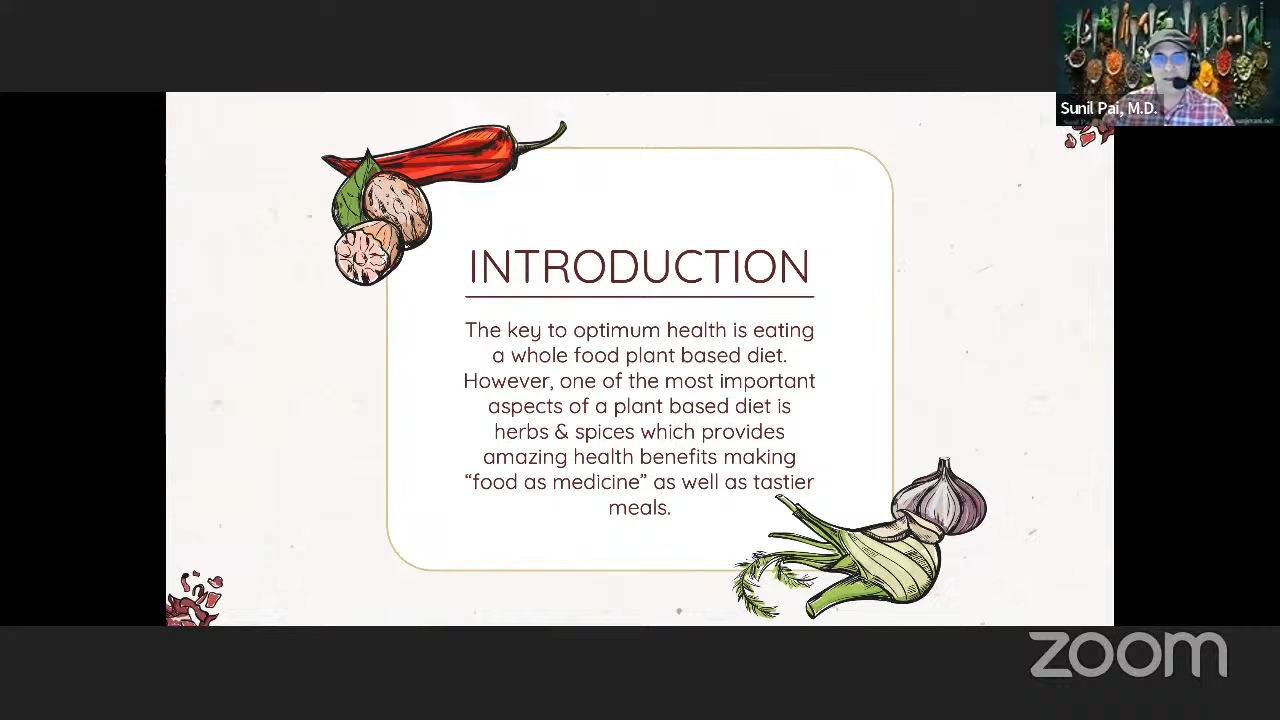 Sunil Pai, M.D.
INTRODUCTION
The key to optimum health is eating
a whole food plant based diet.
However, one of the most important
aspects of a plant based diet is
herbs & spices which provides
amazing health benefits making
“food as medicine” as well as tastier
meals.
zoom